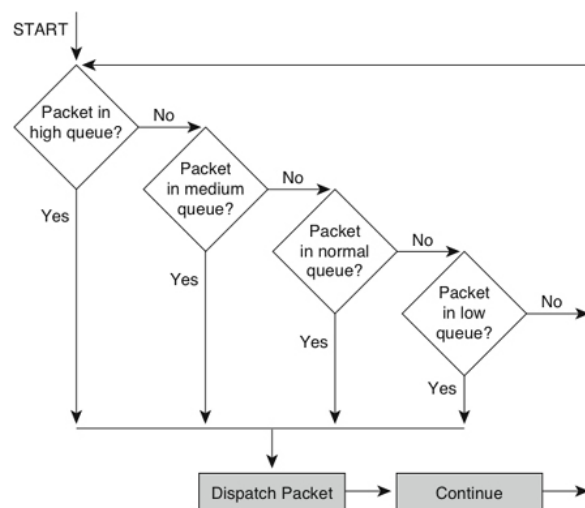 START
Packet in
high queue?
No
Yes
Packet
in medium
queue?
No
Yes
Packet
in normal
queue?
No
Yes
Packet
in low
queue?
No
Yes
Dispatch Packet
Continue